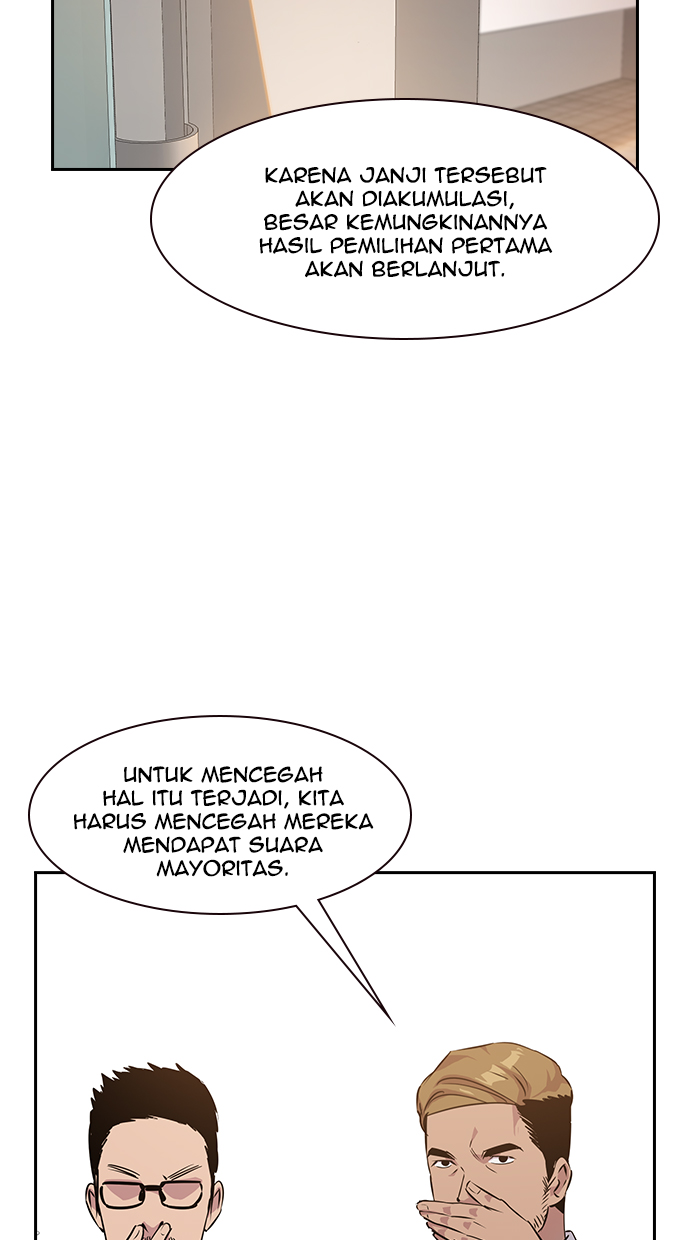 KARENA JANJI TERSEBUT
AKAN DIAKUMULASI,
BESAR KEMUNGKINANNYA
HASIL PEMILIHAN PERTAMA
AKAN BERLANJUT.
UNTUK MENCEGAH
HAL ITU TERJADI, KITA
HARUS MENCEGAH MEREKA
MENDAPAT SUARA
MAYORITAS.